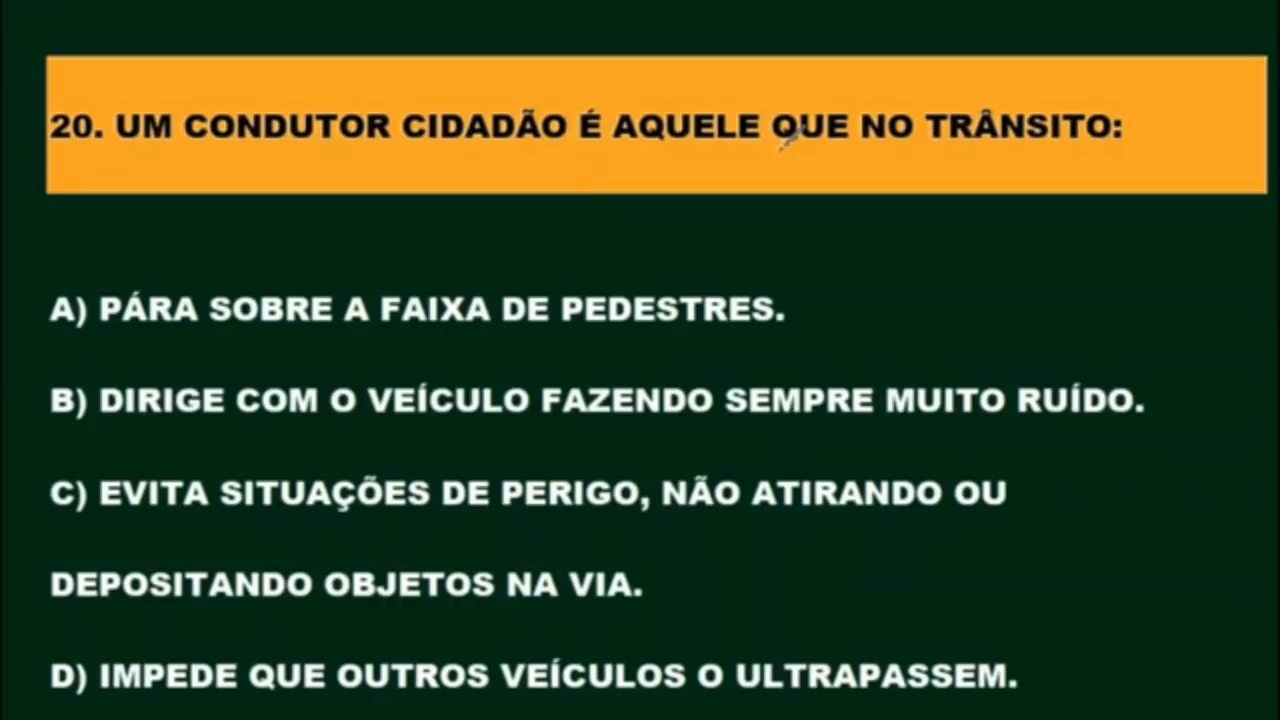 20. UM CONDUTOR CIDADÃO É AQUELE QUE NO TRÂNSITO:
A) PÁRA SOBRE A FAIXA DE PEDESTRES.
B) DIRIGE COM O VEÍCULO FAZENDO SEMPRE MUITO RUÍDO.
C) EVITA SITUAÇÕES DE PERIGO, NÃO ATIRANDO OU
DEPOSITANDO OBJETOS NA VIA.
D) IMPEDE QUE OUTROS VEÍCULOS O ULTRAPASSEM.